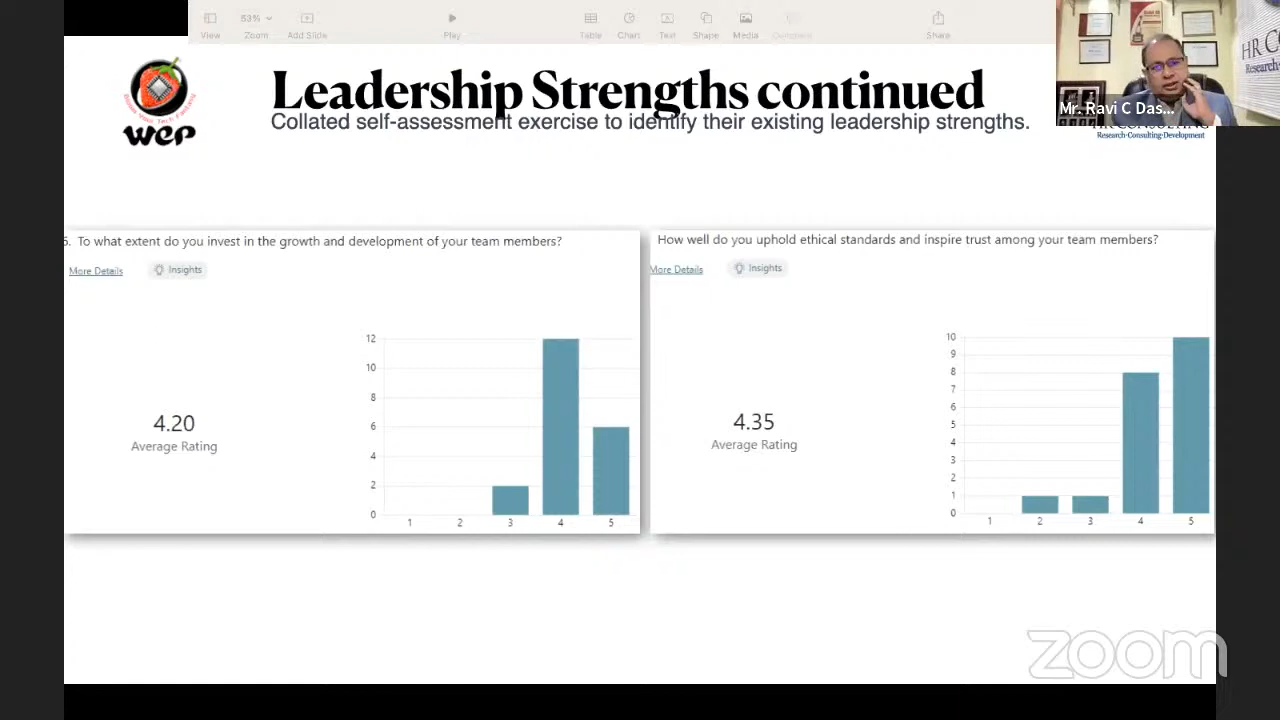 View
53%
Zoom
Add Slide
Play
Table
Chart
Text
Shape
Media
Share
Leadership Strengths continued
Collated self-assessment exercise to identify their existing leadership strengths.
WeP
HR CO
Mr. Ravi C Das...
HR CONSULTING
Research·Consulting·Development
5. To what extent do you invest in the growth and development of your team members?
More Details
Insights
4.20
Average Rating
12
10
8
6
4
2
0
1 2 3 4 5
How well do you uphold ethical standards and inspire trust among your team members?
More Details
Insights
4.35
Average Rating
10
9
8
7
6
5
4
3
2
1
0
1 2 3 4 5
zoom